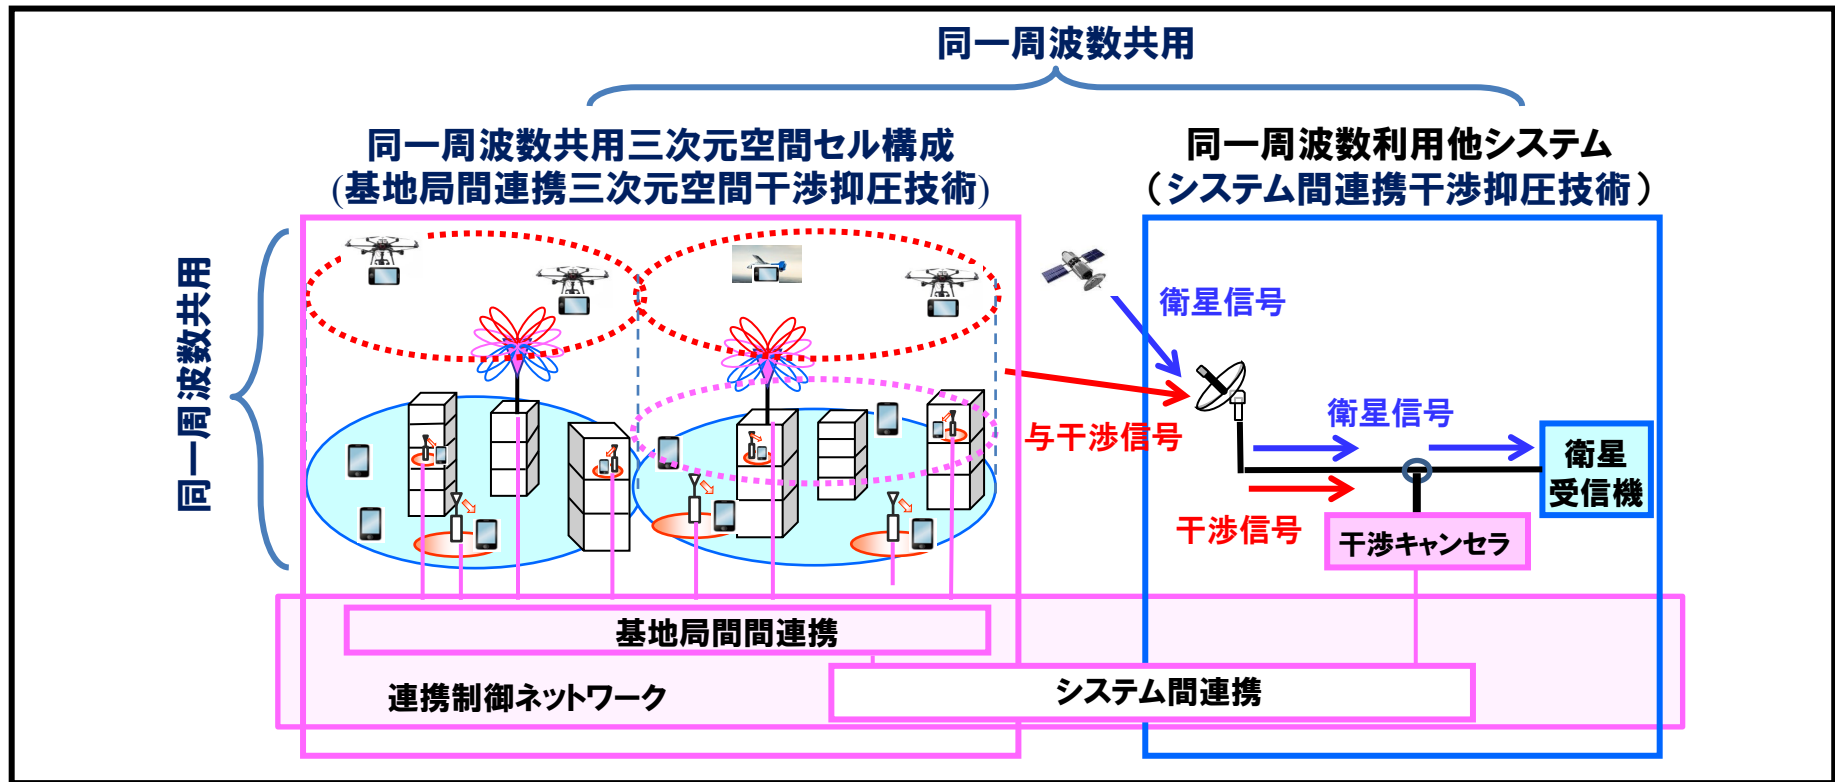 同一周波数共用
同一周波数共用三次元空間セル構成
(基地局間連携三次元空間干渉抑圧技術)
同一周波数利用他システム
（システム間連携干渉抑圧技術）
同一周波数共用
衛星信号
与干渉信号
衛星信号
衛星
受信機
干渉信号
干渉キャンセラ
基地局間間連携
連携制御ネットワーク
システム間連携